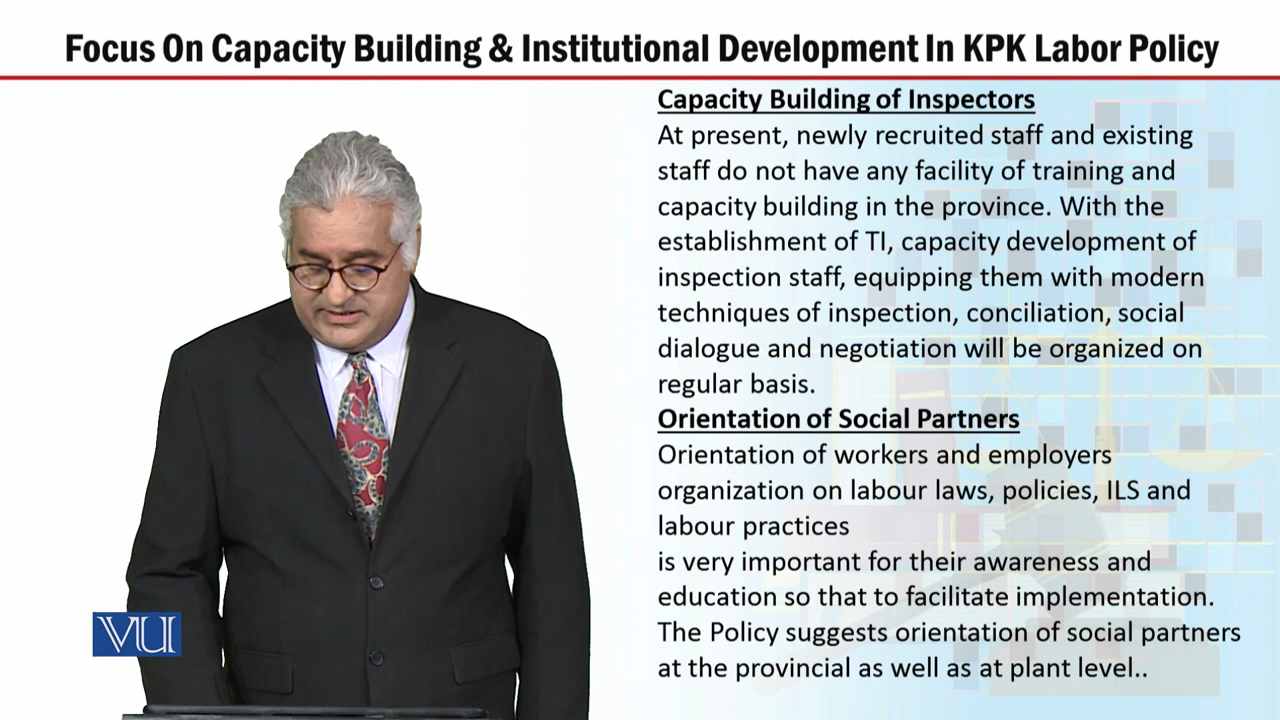 Focus On Capacity Building & Institutional Development In KPK Labor Policy
Capacity Building of Inspectors
At present, newly recruited staff and existing
staff do not have any facility of training and
capacity building in the province. With the
establishment of TI, capacity development of
inspection staff, equipping them with modern
techniques of inspection, conciliation, social
dialogue and negotiation will be organized on
regular basis.
Orientation of Social Partners
Orientation of workers and employers
organization on labour laws, policies, ILS and
labour practices
is very important for their awareness and
education so that to facilitate implementation.
The Policy suggests orientation of social partners
at the provincial as well as at plant level..
VU